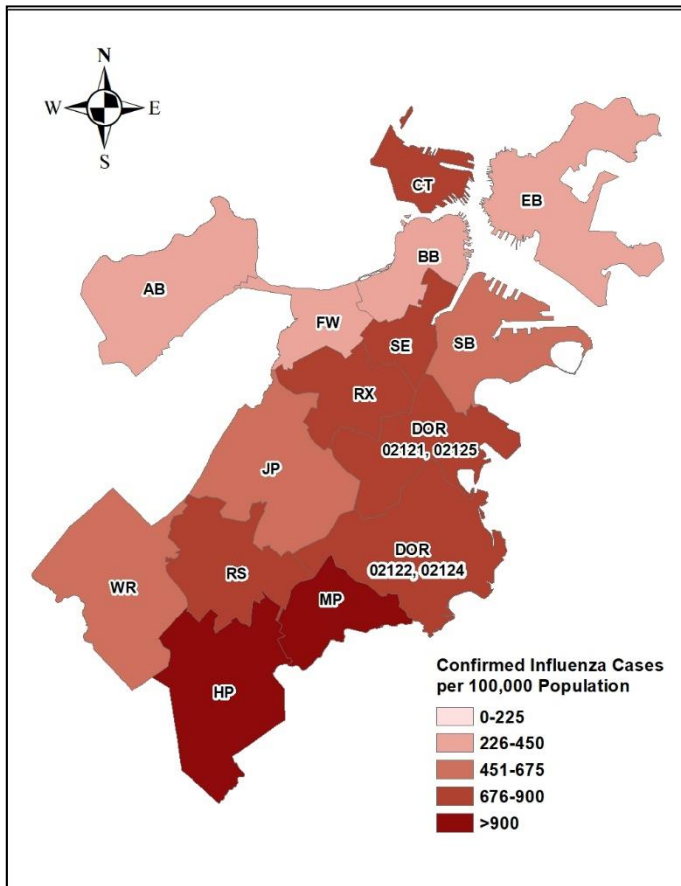 N
W E
S
CT
EB
BB
AB
FW
SE
SB
RX
DOR
02121, 02125
JP
DOR
02122, 02124
RS
WR
MP
HP
Confirmed Influenza Cases
per 100,000 Population
0-225
226-450
451-675
676-900
>900